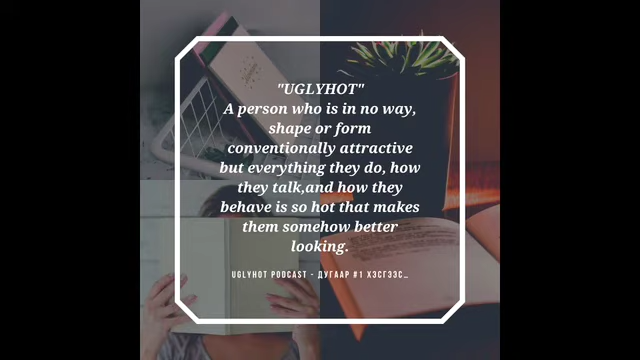 "UGLYHOT"
A person who is in no way,
shape or form
conventionally attractive
but everything they do, how
they talk,and how they
behave is so hot that makes
them somehow better
looking.
UGLYHOT PODCAST - ДУГААР #1 ХЭСГЭЭС…